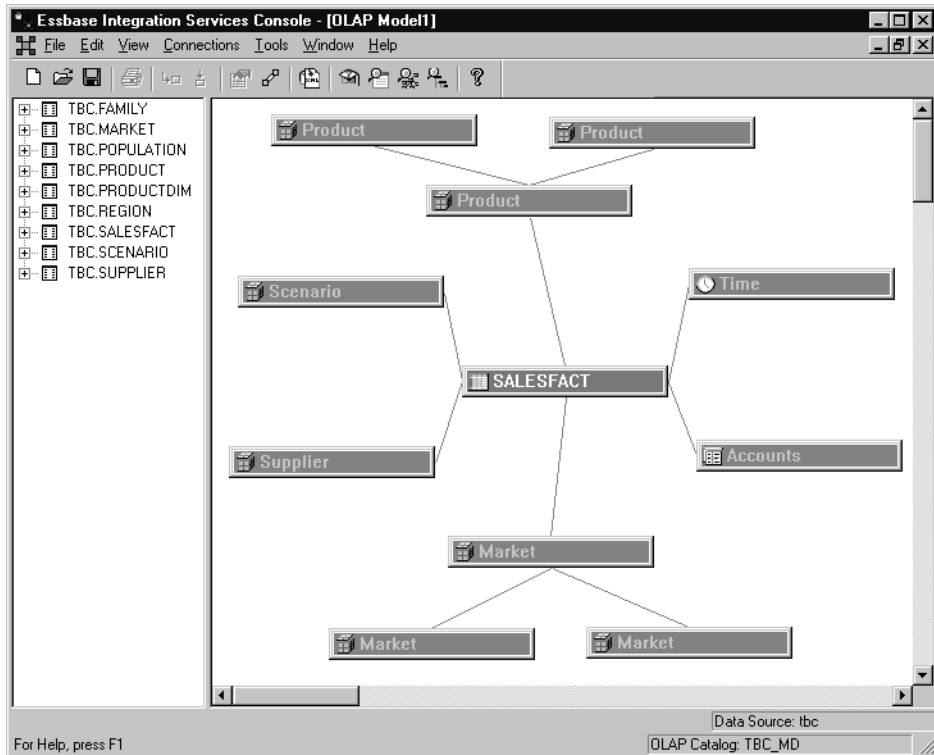 Essbase Integration Services Console - [OLAP Model1]
File Edit View Connections Tools Window Help
XML
TBC.FAMILY
TBC.MARKET
TBC.POPULATION
TBC.PRODUCT
TBC.PRODUCTDIM
TBC.REGION
TBC.SALESFACT
TBC.SCENARIO
TBC.SUPPLIER
Product
Product
Product
Scenario
Time
SALESFACT
Supplier
Accounts
Market
Market
Market
Data Source: tbc
For Help, press F1
OLAP Catalog: TBC_MD